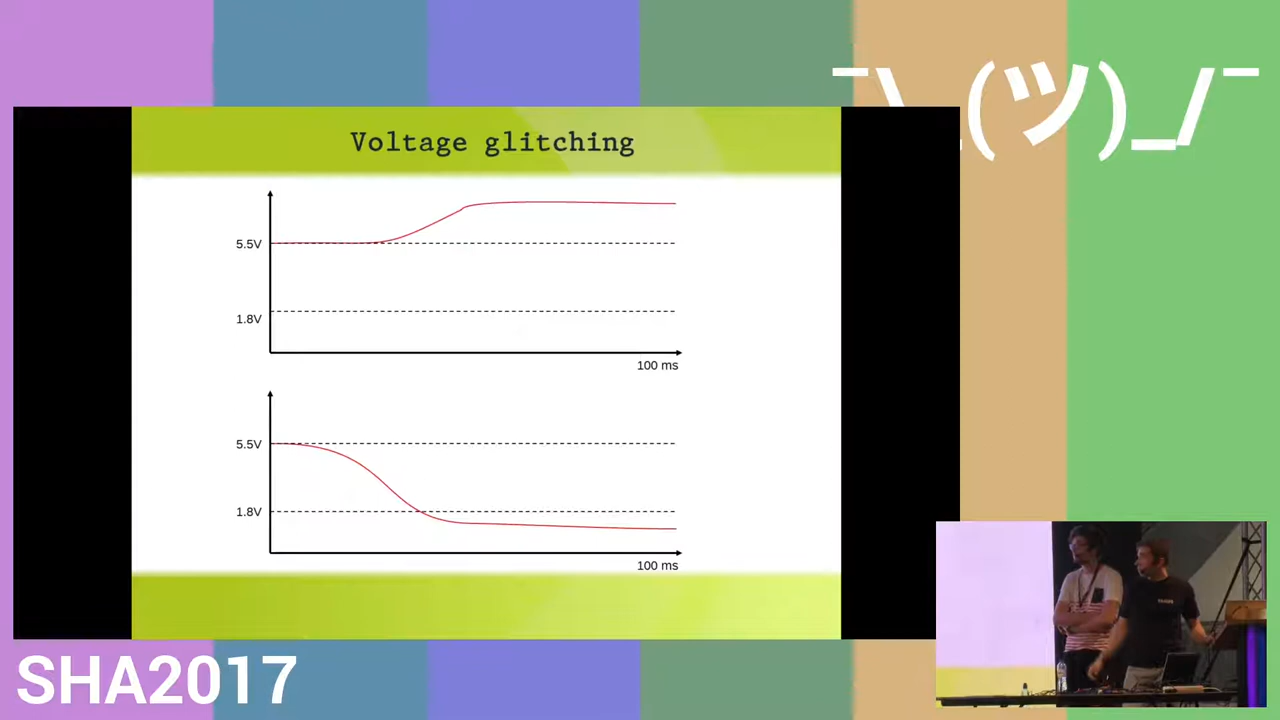 ¯\_(ツ)_/¯
Voltage glitching
5.5V
1.8V
100 ms
5.5V
1.8V
100 ms
SHA2017